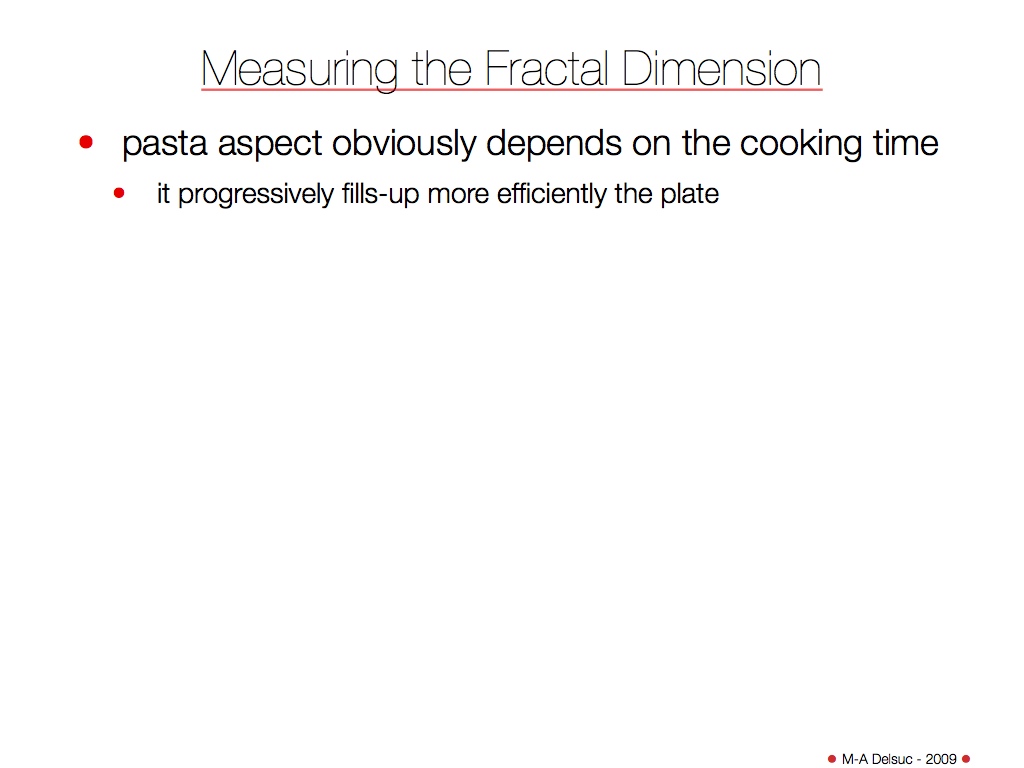 Measuring the Fractal Dimension
• pasta aspect obviously depends on the cooking time
• it progressively fills-up more efficiently the plate
• M-A Delsuc - 2009 •